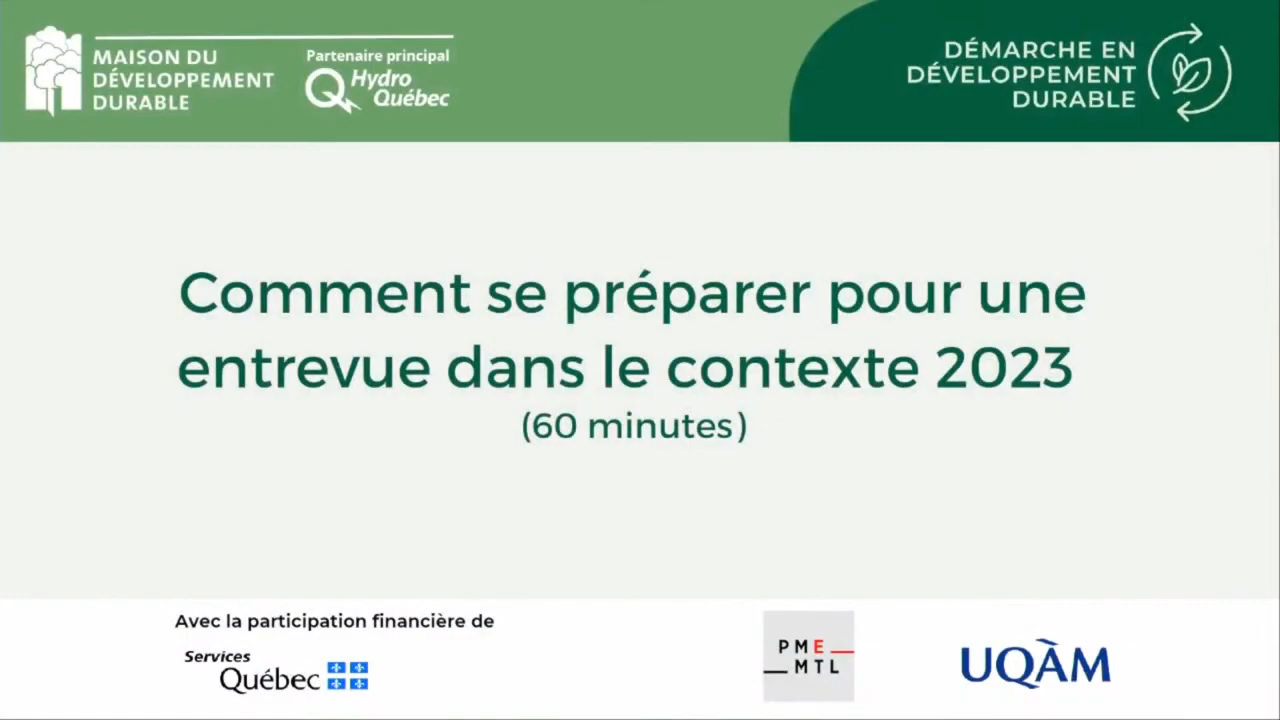 MAISON DU
DÉVELOPPEMENT
DURABLE
Partenaire principal
Hydro
Québec
DÉMARCHE EN
DÉVELOPPEMENT
DURABLE
Comment se préparer pour une
entrevue dans le contexte 2023
(60 minutes)
Avec la participation financière de
Services
Québec
PME
MTL
UQÀM